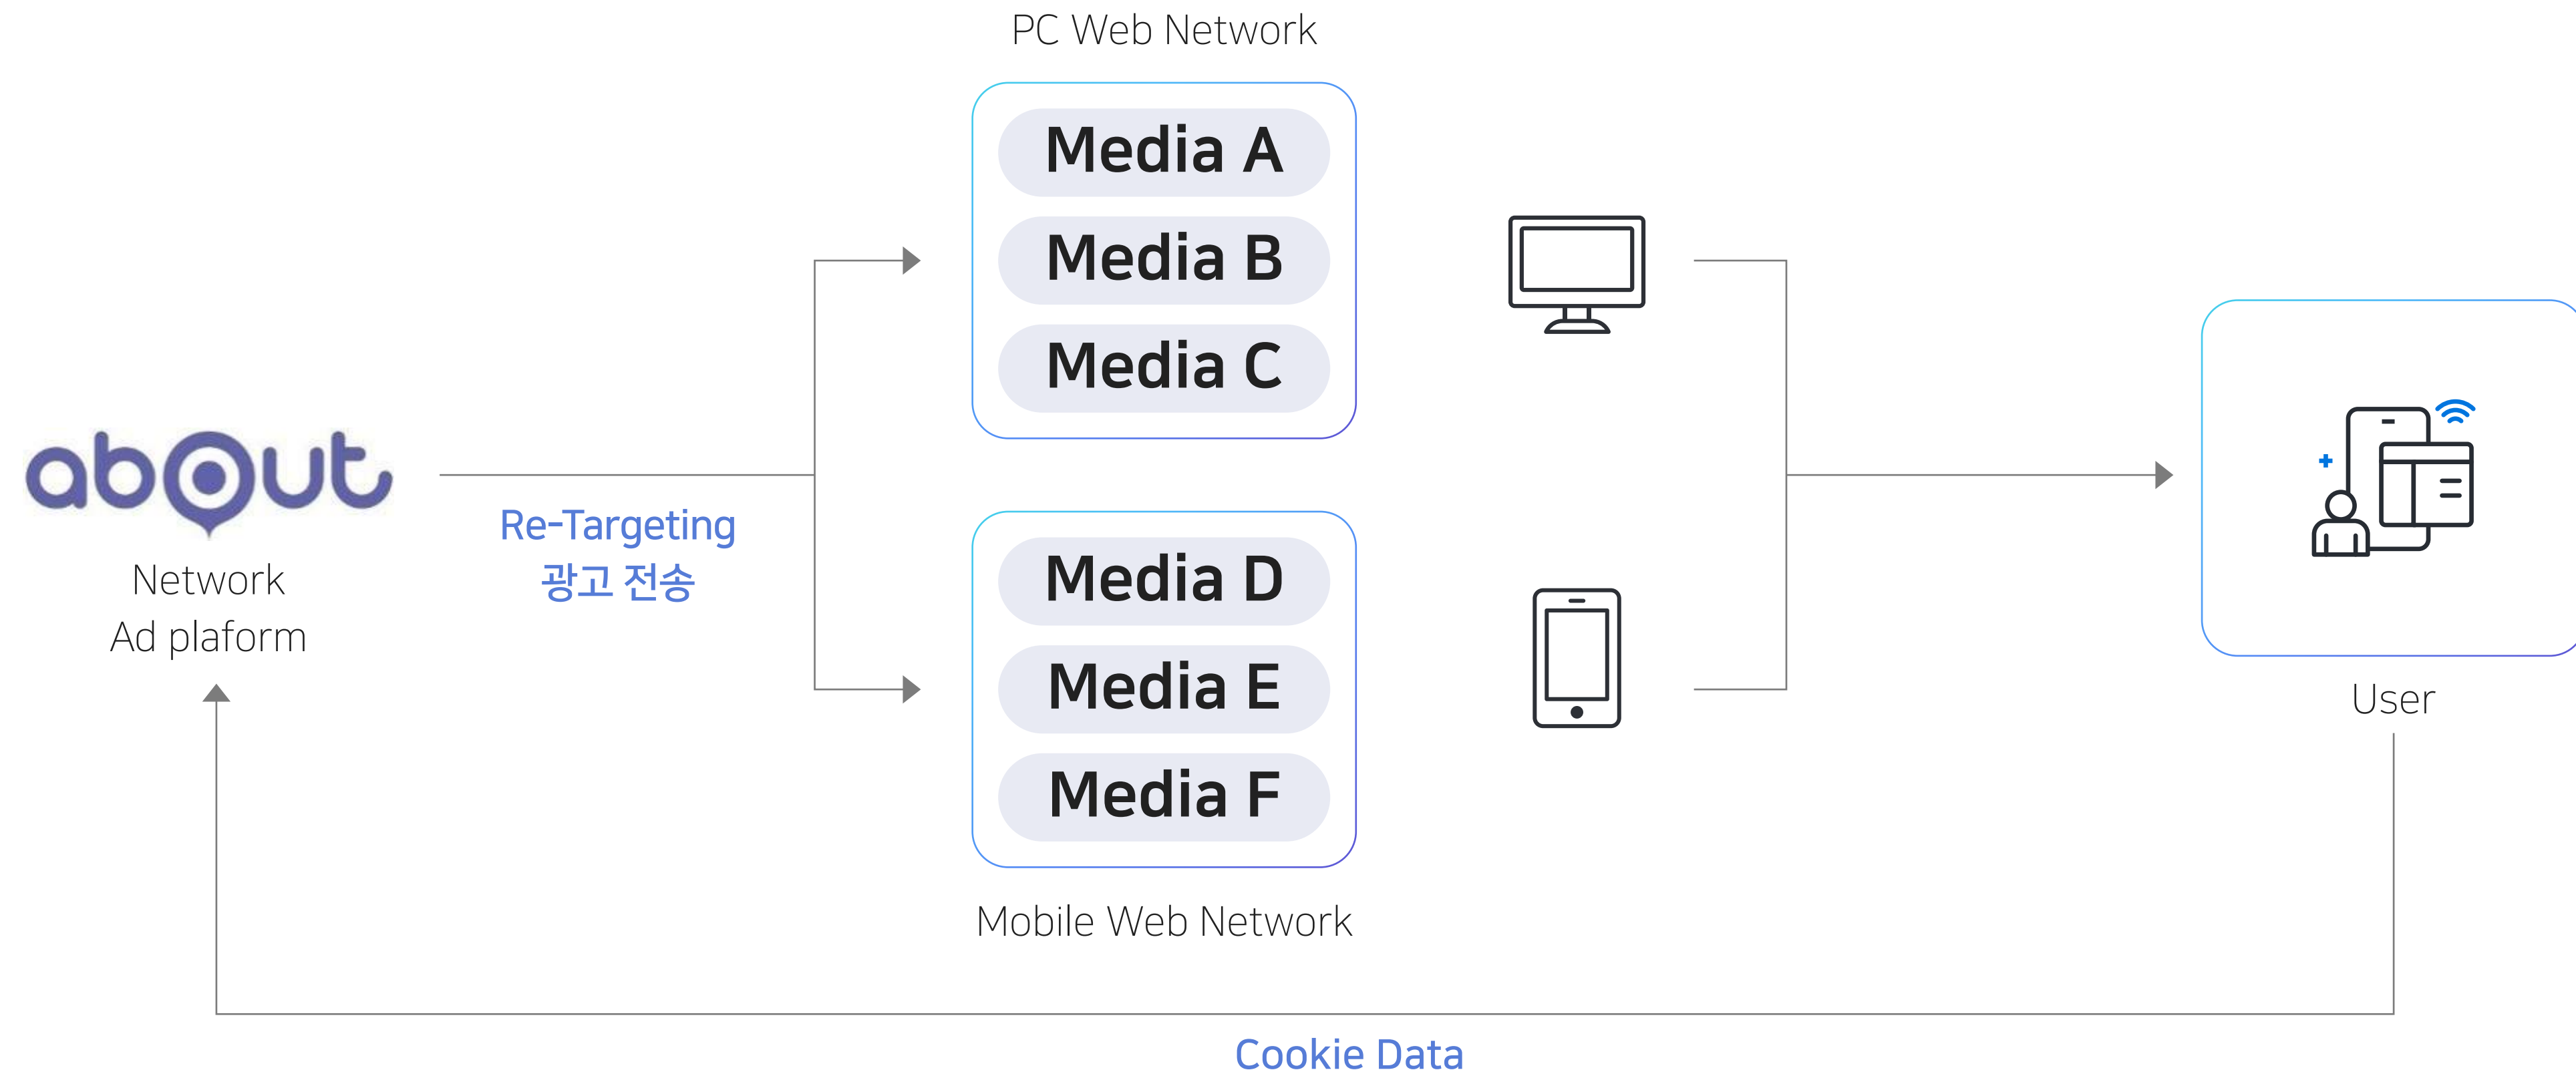 PC Web Network
Media A
Media B
Media C
about
Network
Ad plaform
Re-Targeting
광고 전송
Media D
Media E
Media F
Mobile Web Network
User
Cookie Data